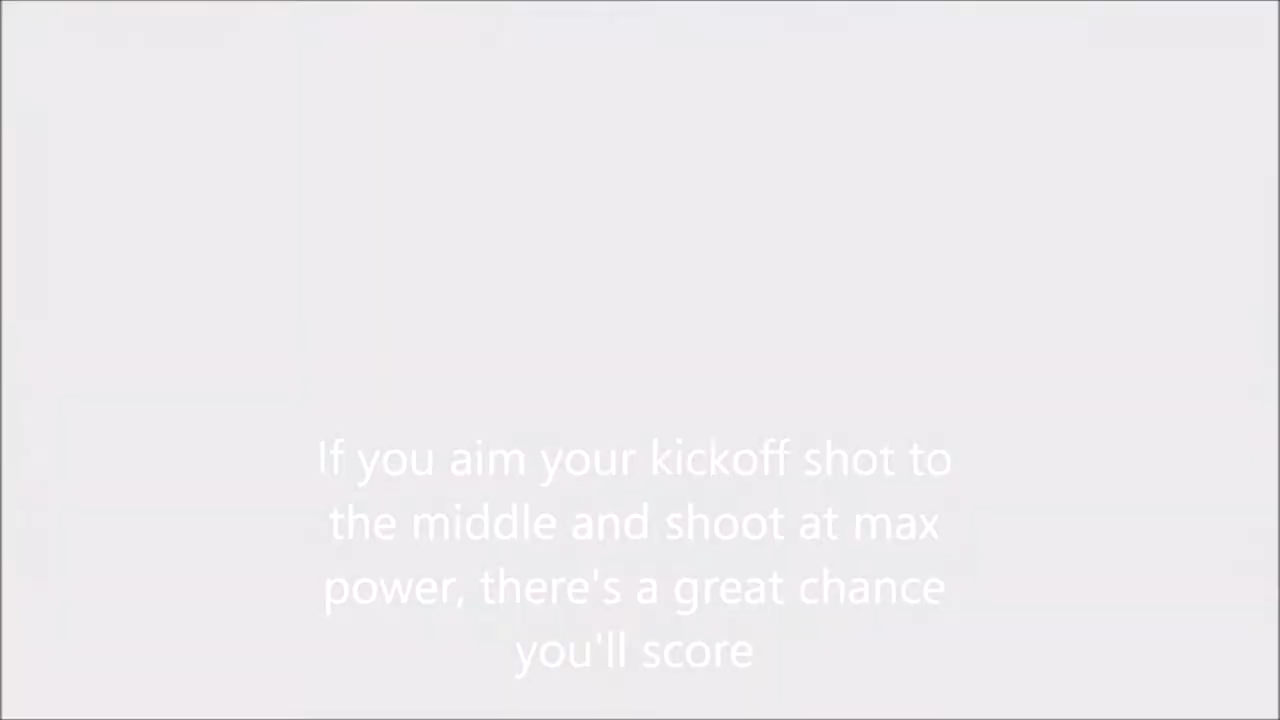 If you aim your kickoff shot to
the middle and shoot at max
power, there's a great chance
you'll score